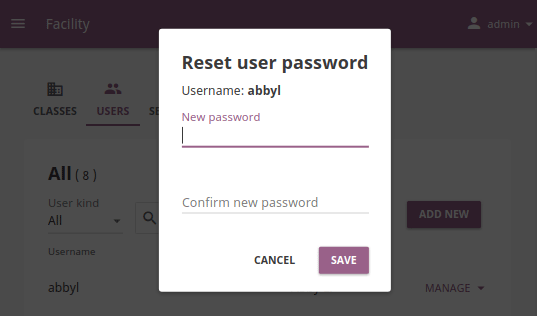 Facility
admin
CLASSES
USERS
Reset user password
Username: abbyl
New password
Confirm new password
CANCEL
SAVE
All ( 8 )
User kind
All
ADD NEW
Username
abbyl
MANAGE